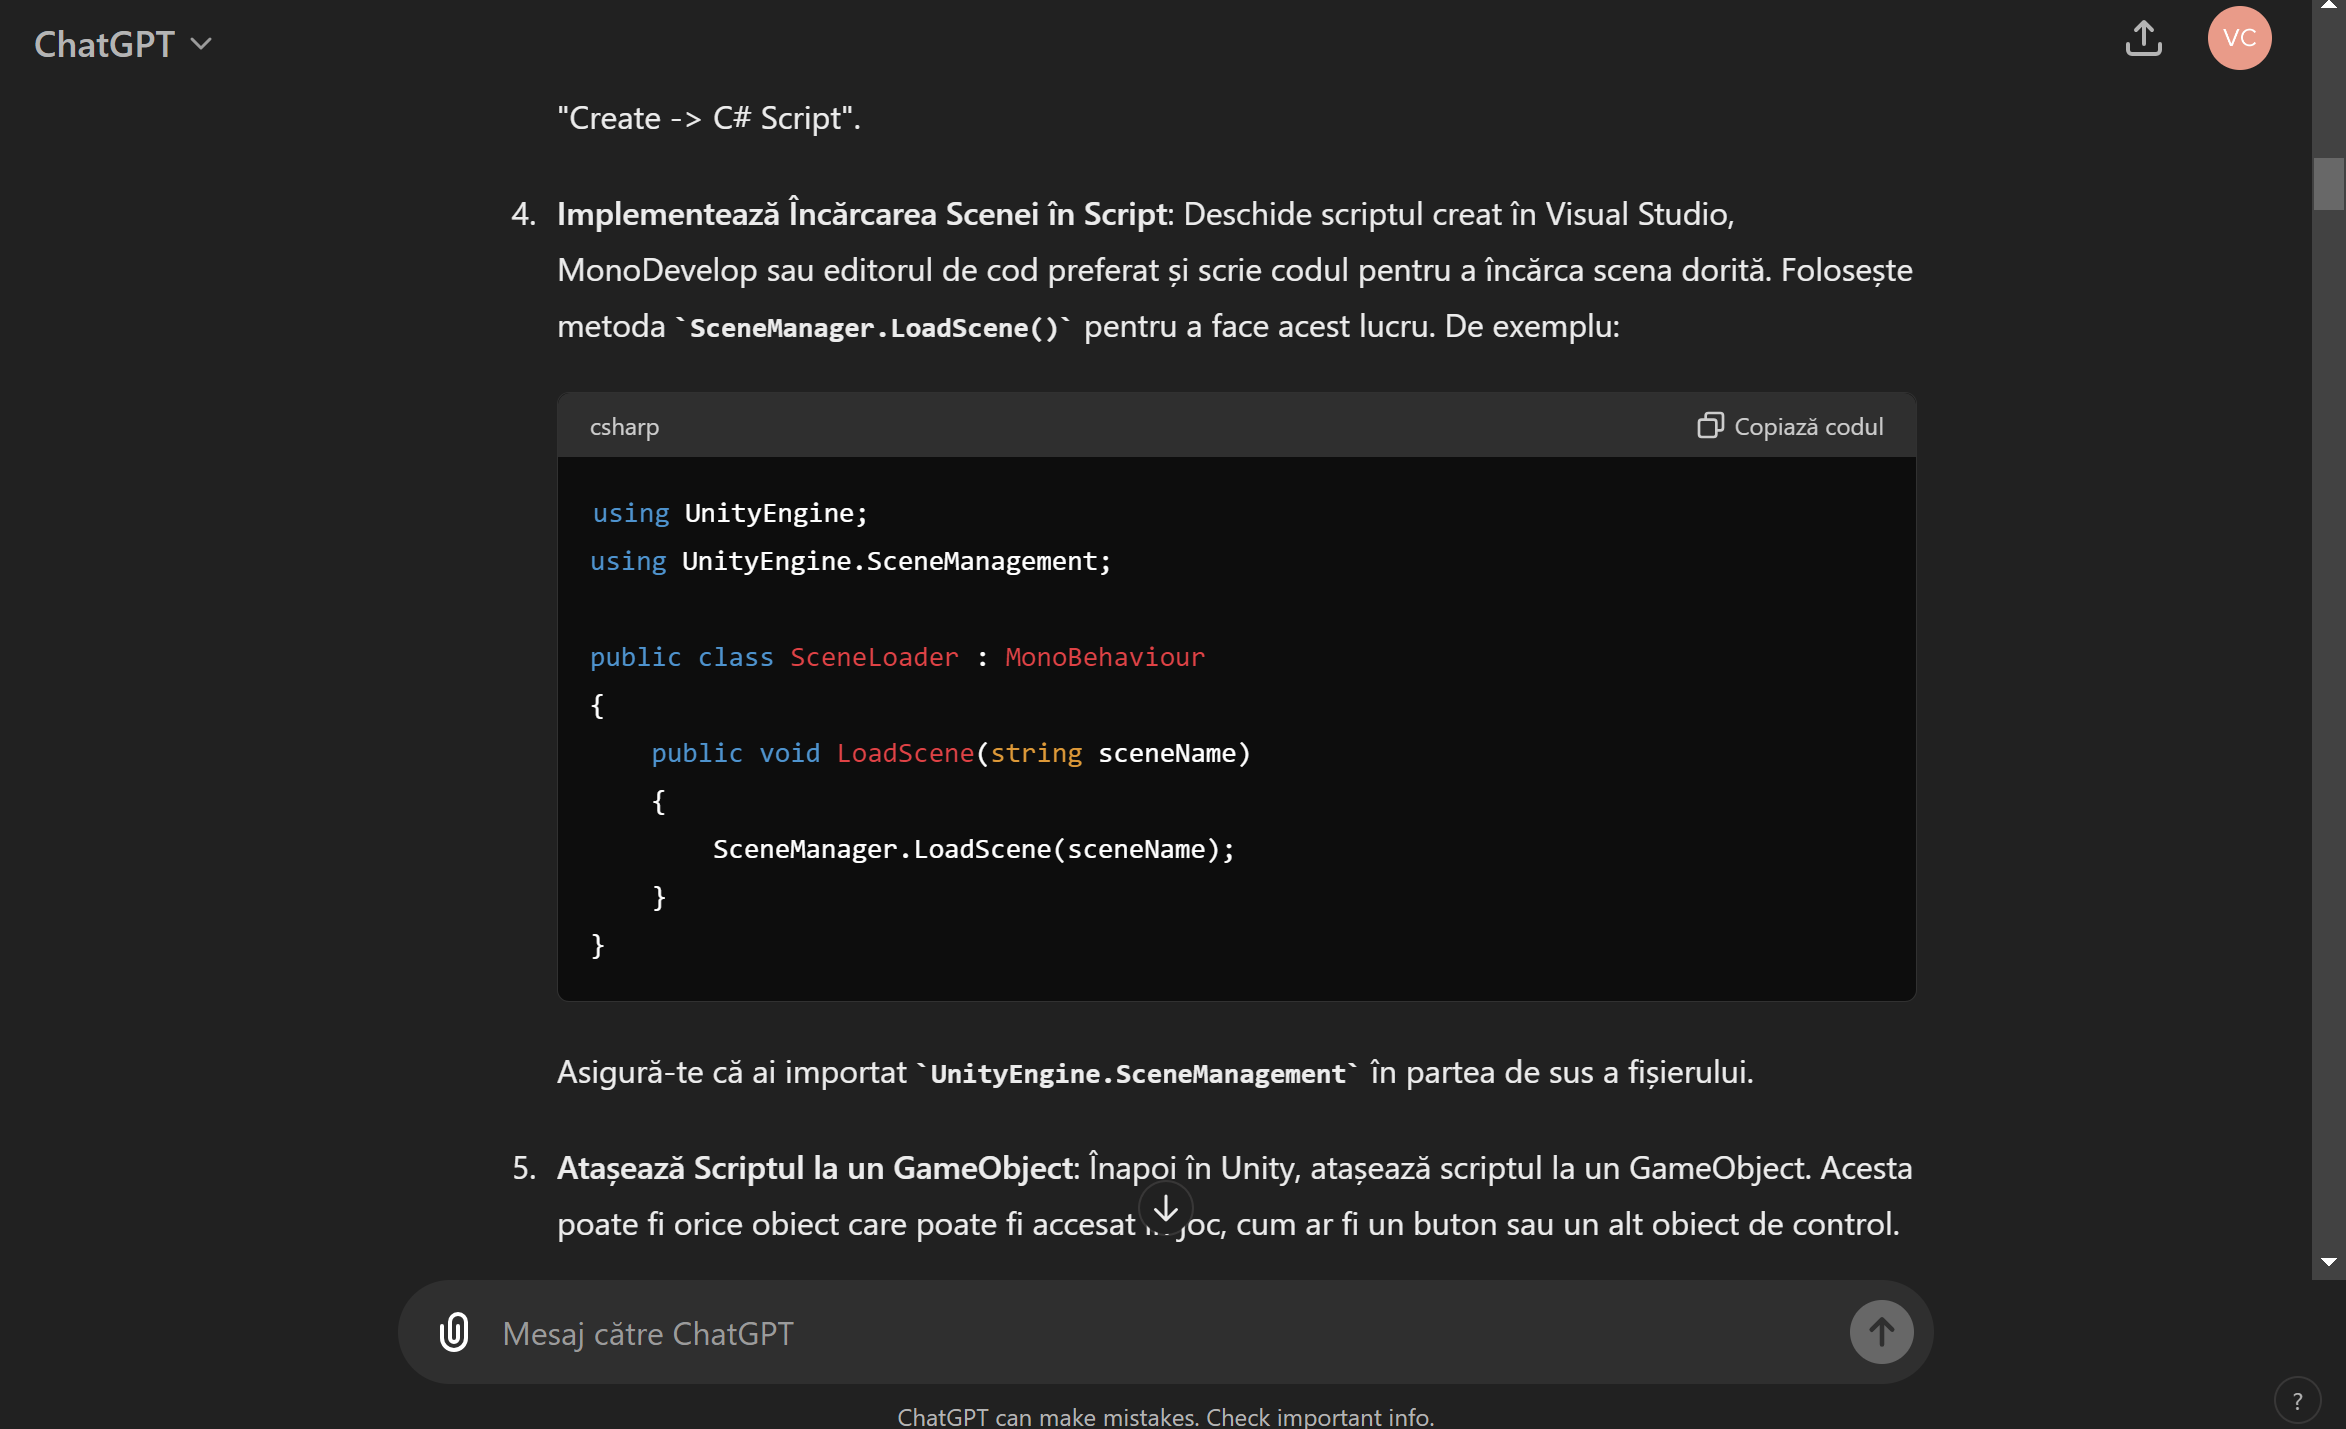 ChatGPT
VC
"Create -> C# Script".
4. Implementează Încărcarea Scenei în Script: Deschide scriptul creat în Visual Studio,
MonoDevelop sau editorul de cod preferat și scrie codul pentru a încărca scena dorită. Folosește
metoda `SceneManager.LoadScene()` pentru a face acest lucru. De exemplu:
csharp
Copiază codul
using UnityEngine;
using UnityEngine.SceneManagement;
public class SceneLoader : MonoBehaviour
{
    public void LoadScene(string sceneName)
    {
        SceneManager.LoadScene(sceneName);
    }
}
Asigură-te că ai importat `UnityEngine.SceneManagement` în partea de sus a fișierului.
5. Atașează Scriptul la un GameObject: Înapoi în Unity, atașează scriptul la un GameObject. Acesta
poate fi orice obiect care poate fi accesat joc, cum ar fi un buton sau un alt obiect de control.
Mesaj către ChatGPT
ChatGPT can make mistakes. Check important info.
?